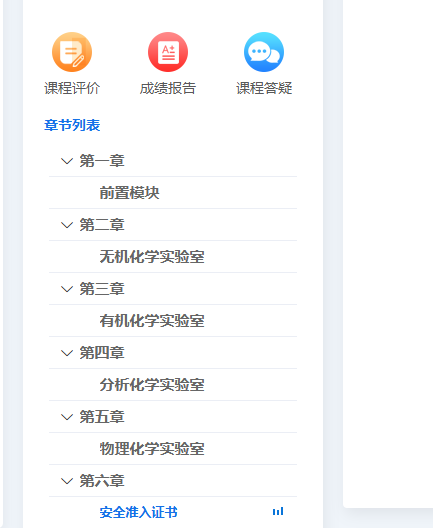 课程评价 成绩报告 课程答疑
章节列表
第一章
前置模块
第二章
无机化学实验室
第三章
有机化学实验室
第四章
分析化学实验室
第五章
物理化学实验室
第六章
安全准入证书